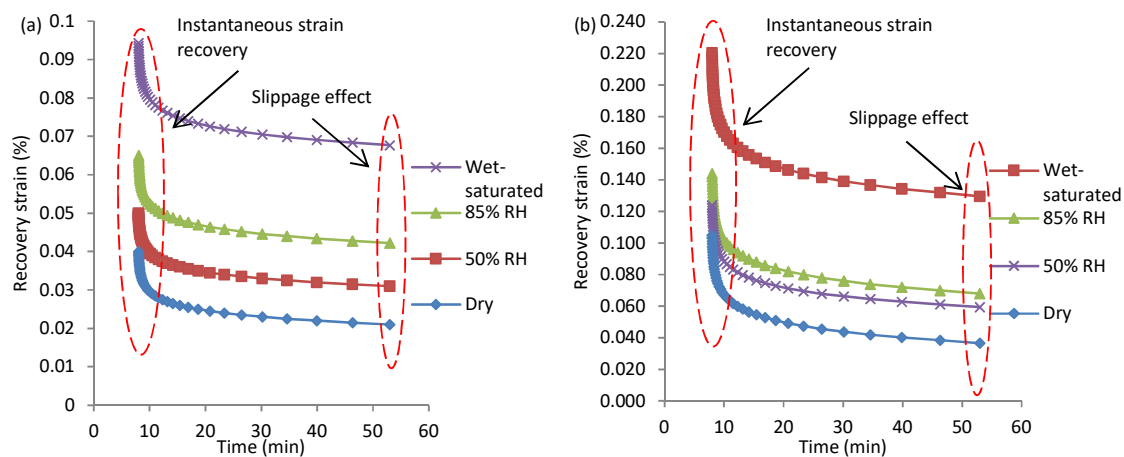 (a)
Instantaneous strain
recovery
Slippage effect
Recovery strain (%)
0.1
0.09
0.08
0.07
0.06
0.05
0.04
0.03
0.02
0.01
0
0 10 20 30 40 50 60
Time (min)
Wet-
saturated
85% RH
50% RH
Dry
(b)
Instantaneous strain
recovery
Slippage effect
Recovery strain (%)
0.240
0.220
0.200
0.180
0.160
0.140
0.120
0.100
0.080
0.060
0.040
0.020
0.000
0 10 20 30 40 50 60
Time (min)
Wet-
saturated
85% RH
50% RH
Dry